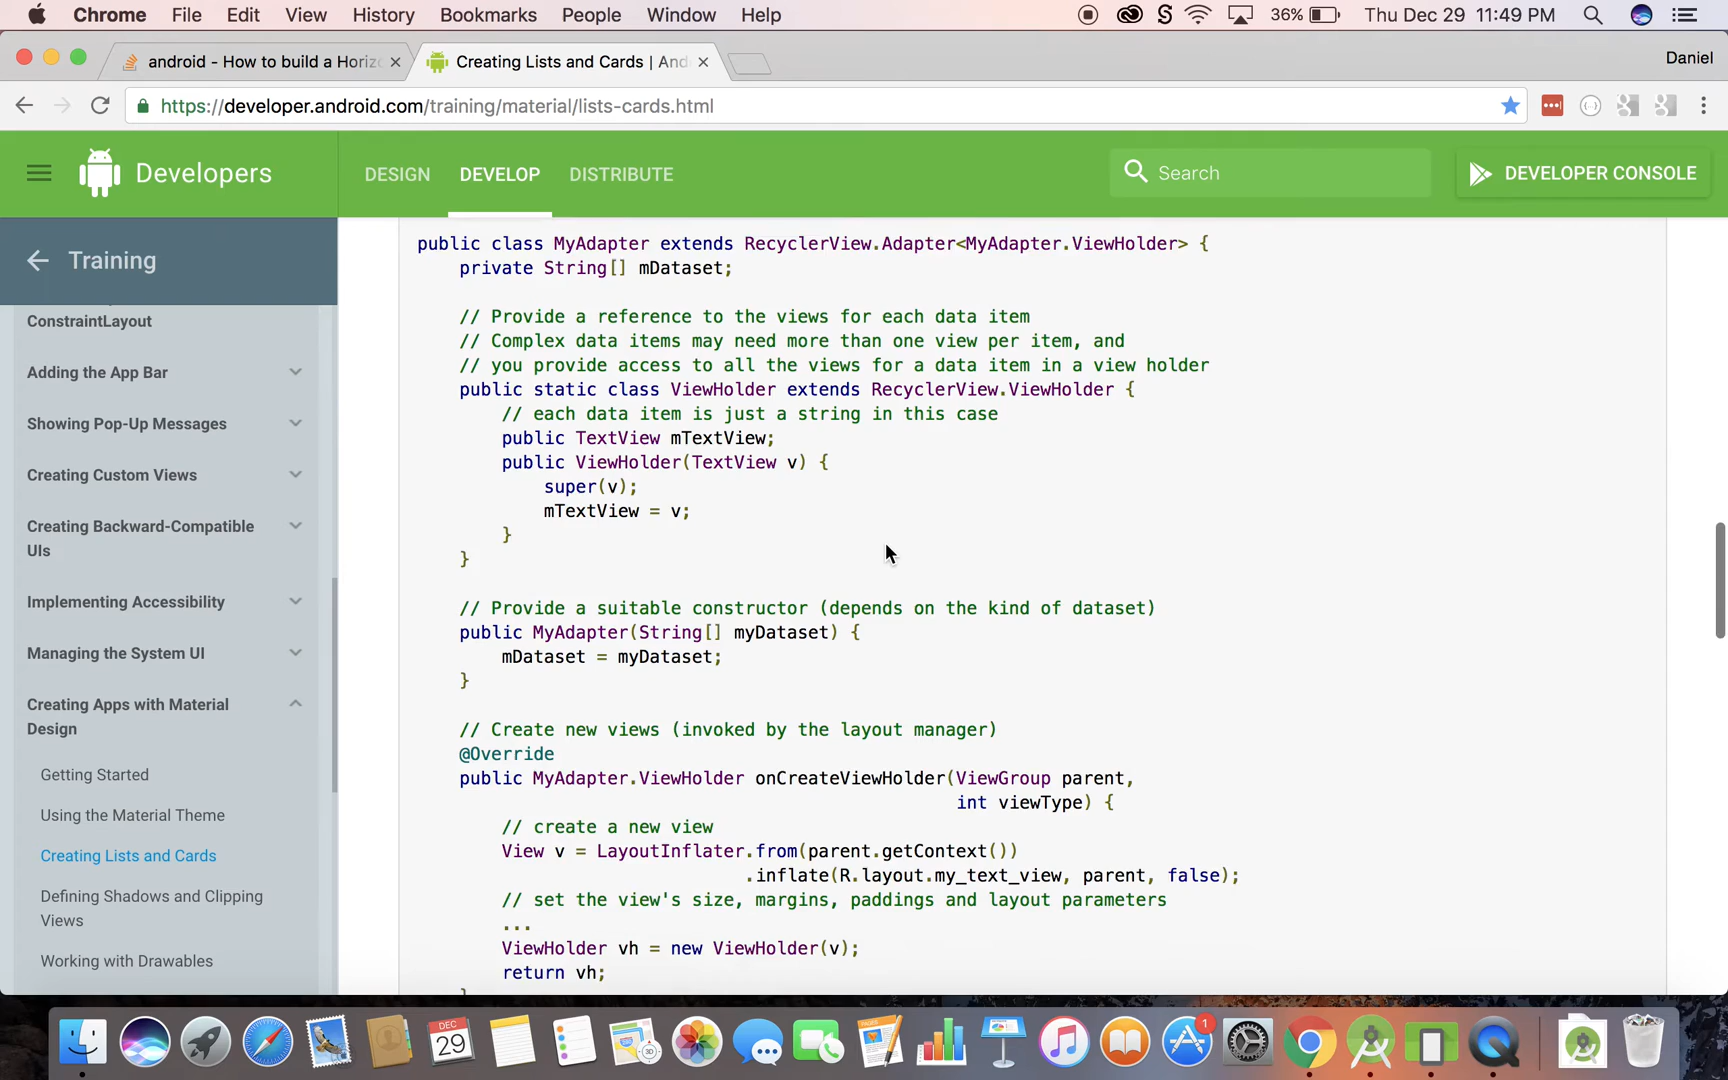 Chrome File Edit View History Bookmarks People Window Help 36% Thu Dec 29 11:49 PM
android - How to build a Horizo
Creating Lists and Cards | And
Daniel
https://developer.android.com/training/material/lists-cards.html
Developers
DESIGN DEVELOP DISTRIBUTE
Search
DEVELOPER CONSOLE
Training
ConstraintLayout
Adding the App Bar
Showing Pop-Up Messages
Creating Custom Views
Creating Backward-Compatible
UIs
Implementing Accessibility
Managing the System UI
Creating Apps with Material
Design
Getting Started
Using the Material Theme
Creating Lists and Cards
Defining Shadows and Clipping
Views
Working with Drawables
public class MyAdapter extends RecyclerView.Adapter<MyAdapter.ViewHolder> {
private String[] mDataset;
// Provide a reference to the views for each data item
// Complex data items may need more than one view per item, and
// you provide access to all the views for a data item in a view holder
public static class ViewHolder extends RecyclerView.ViewHolder {
// each data item is just a string in this case
public TextView mTextView;
public ViewHolder(TextView v) {
super(v);
mTextView = v;
}
}
// Provide a suitable constructor (depends on the kind of dataset)
public MyAdapter(String[] myDataset) {
mDataset = myDataset;
}
// Create new views (invoked by the layout manager)
@Override
public MyAdapter.ViewHolder onCreateViewHolder(ViewGroup parent,
int viewType) {
// create a new view
View v = LayoutInflater.from(parent.getContext())
.inflate(R.layout.my_text_view, parent, false);
// set the view's size, margins, paddings and layout parameters
...
ViewHolder vh = new ViewHolder(v);
return vh;
DEC
29
3D
1